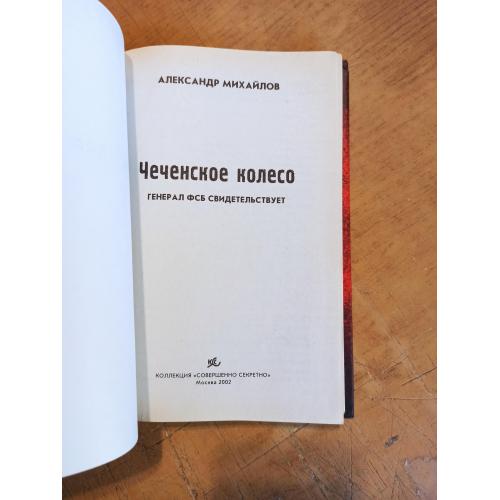 АЛЕКСАНДР МИХАЙЛОВ
Чеченское колесо
ГЕНЕРАЛ ФСБ СВИДЕТЕЛЬСТВУЕТ
КОЛЛЕКЦИЯ «СОВЕРШЕННО СЕКРЕТНО»
Москва 2002